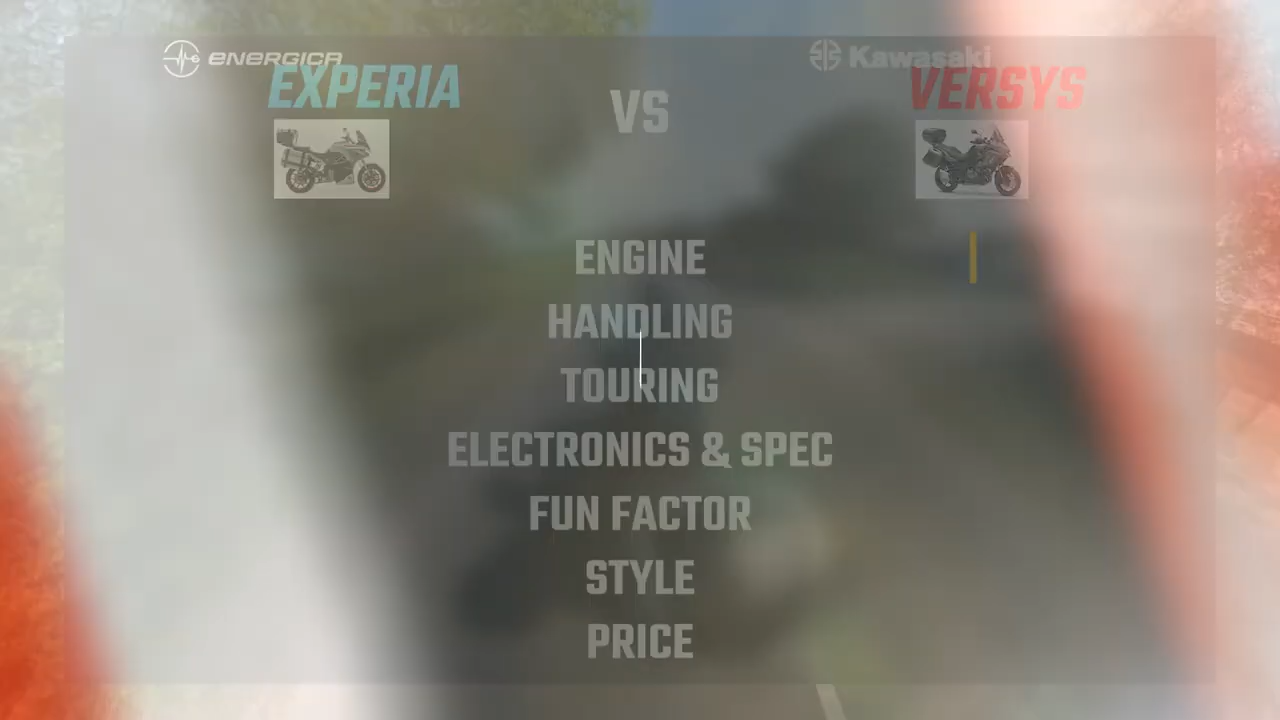 ENERGICA
EXPERIA
VS
Kawasaki
VERSYS
ENGINE
HANDLING
TOURING
ELECTRONICS & SPEC
FUN FACTOR
STYLE
PRICE